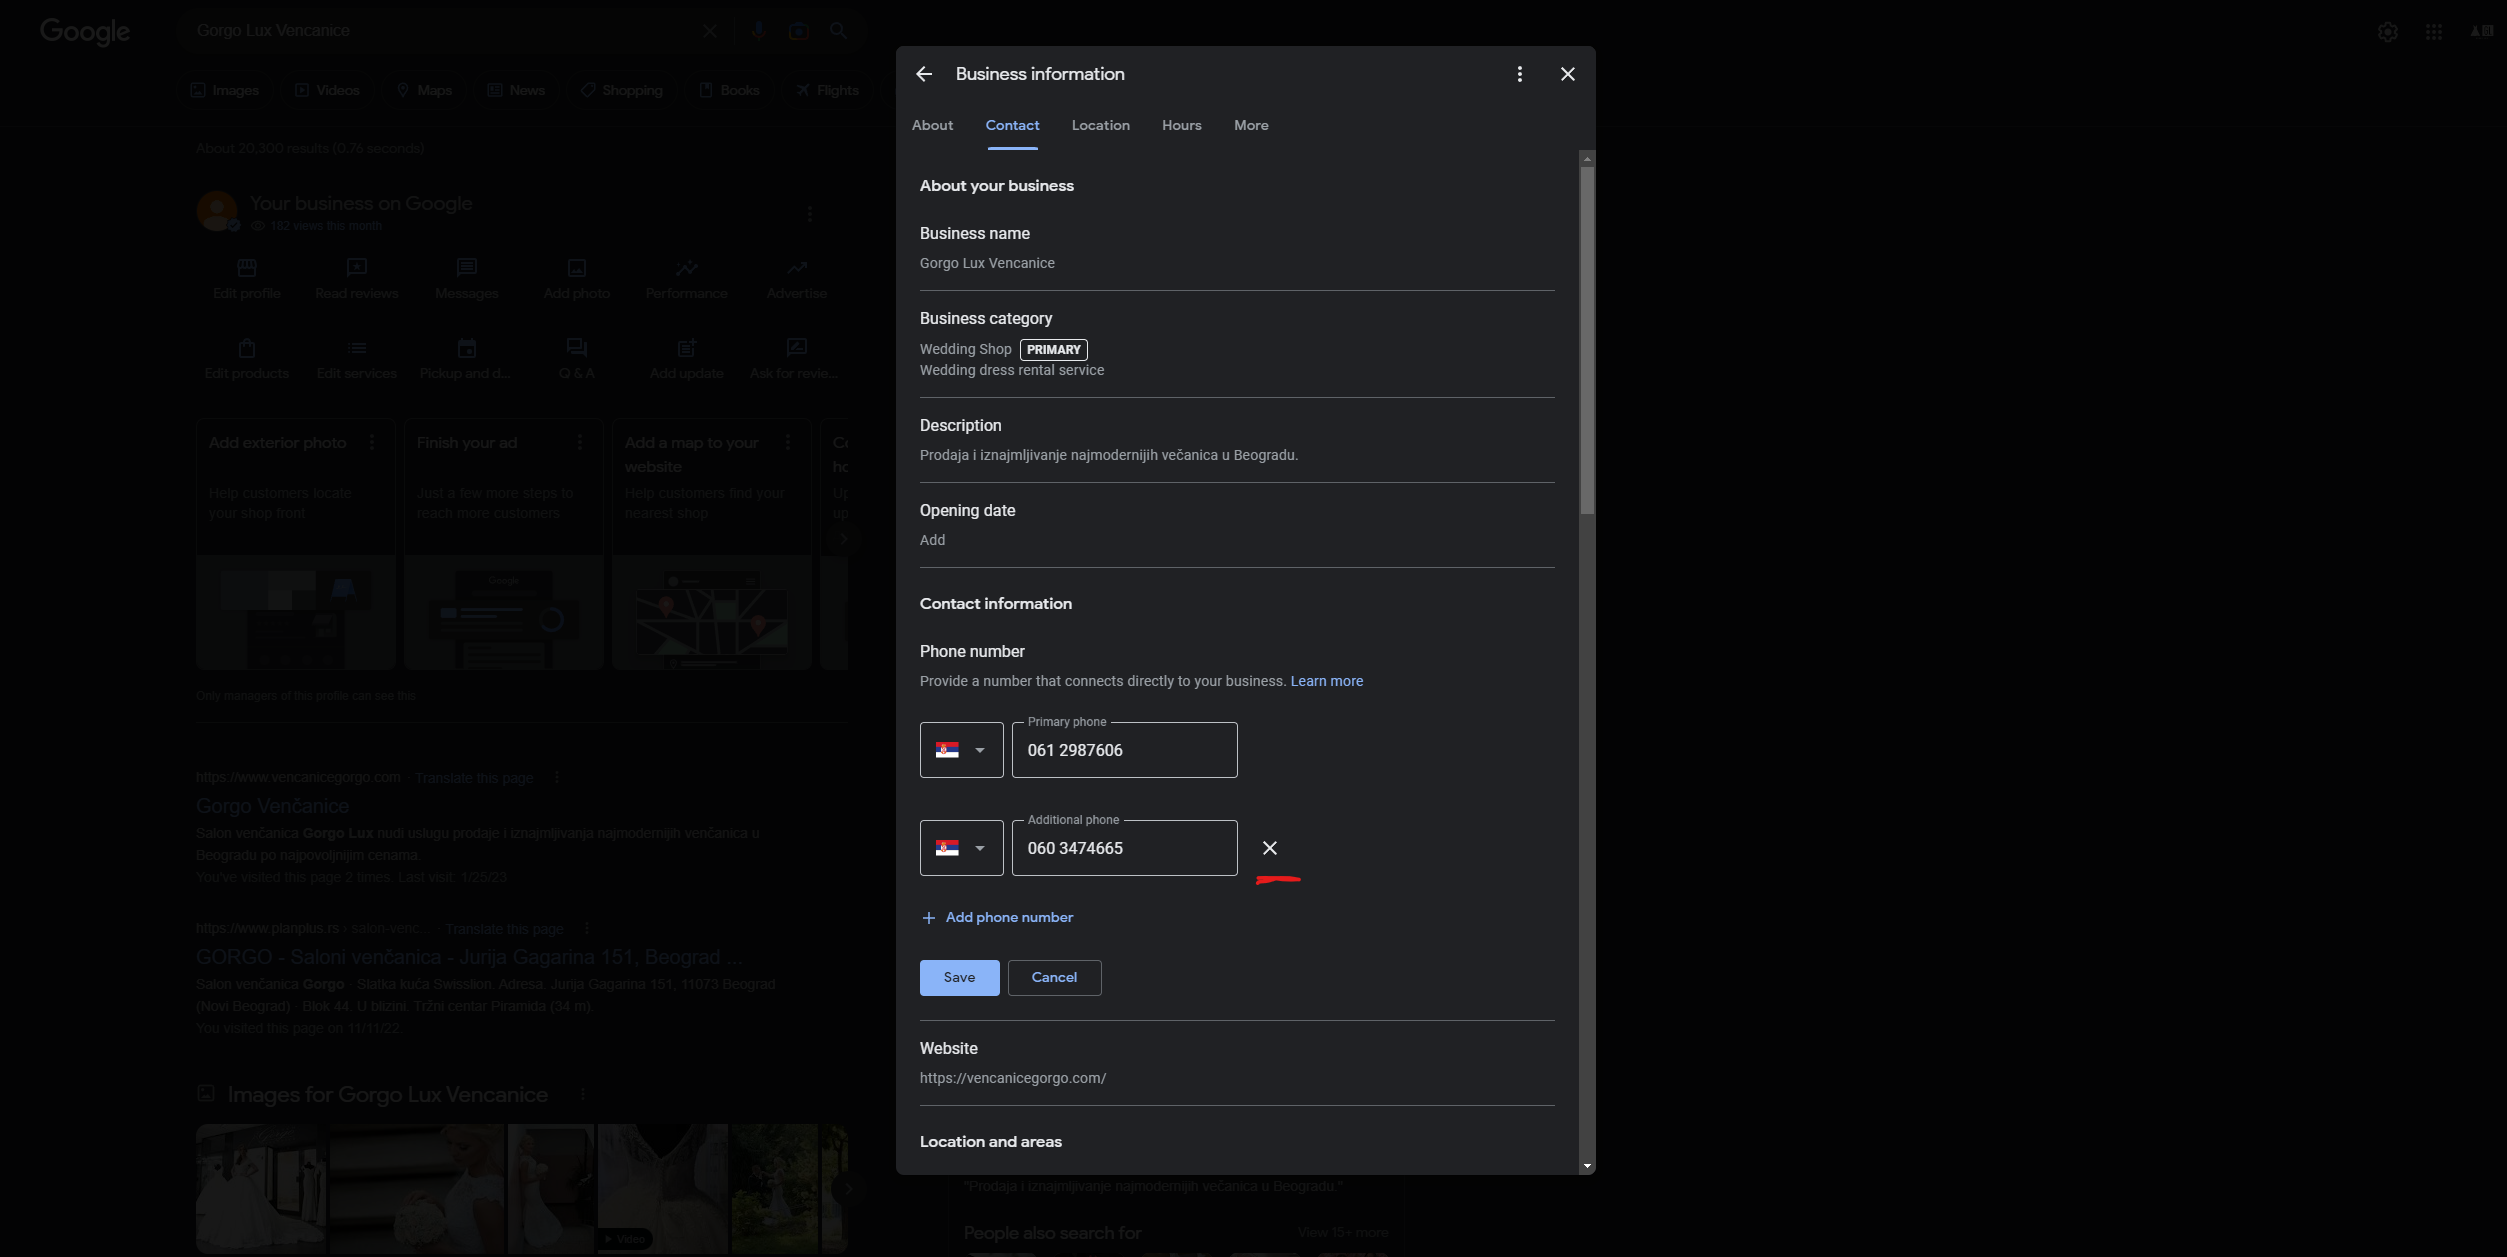 Google
Gorgo Lux Vencanice
Images
Videos
Maps
News
Shopping
Books
Flights
About 20,300 results (0.76 seconds)
Your business on Google
182 views this month
Edit profile
Read reviews
Messages
Add photo
Performance
Advertise
Edit products
Edit services
Pickup and d...
Q & A
Add update
Ask for revie...
Add exterior photo
Help customers locate
your shop front
Finish your ad
Just a few more steps to
reach more customers
Google
Add a map to your
website
Help customers find your
nearest shop
Only managers of this profile can see this
https://www.vencanicegorgo.com · Translate this page
Gorgo Venčanice
Salon venčanica Gorgo Lux nudi uslugu prodaje i iznajmljivanja najmodernijih venčanica u
Beogradu po najpovoljnijim cenama.
You've visited this page 2 times. Last visit: 1/25/23
https://www.planplus.rs › salon-venc... · Translate this page
GORGO - Saloni venčanica - Jurija Gagarina 151, Beograd ...
Salon venčanica Gorgo · Slatka kuća Swisslion. Adresa. Jurija Gagarina 151, 11073 Beograd
(Novi Beograd) · Blok 44. U blizini. Tržni centar Piramida (34 m).
You visited this page on 11/11/22.
Images for Gorgo Lux Vencanice
Video
Business information
About
Contact
Location
Hours
More
About your business
Business name
Gorgo Lux Vencanice
Business category
Wedding Shop PRIMARY
Wedding dress rental service
Description
Prodaja i iznajmljivanje najmodernijih večanica u Beogradu.
Opening date
Add
Contact information
Phone number
Provide a number that connects directly to your business. Learn more
Primary phone
061 2987606
Additional phone
060 3474665
Add phone number
Save
Cancel
Website
https://vencanicegorgo.com/
Location and areas
"Prodaja i iznajmljivanje najmodernijih večanica u Beogradu."
People also search for
View 15+ more